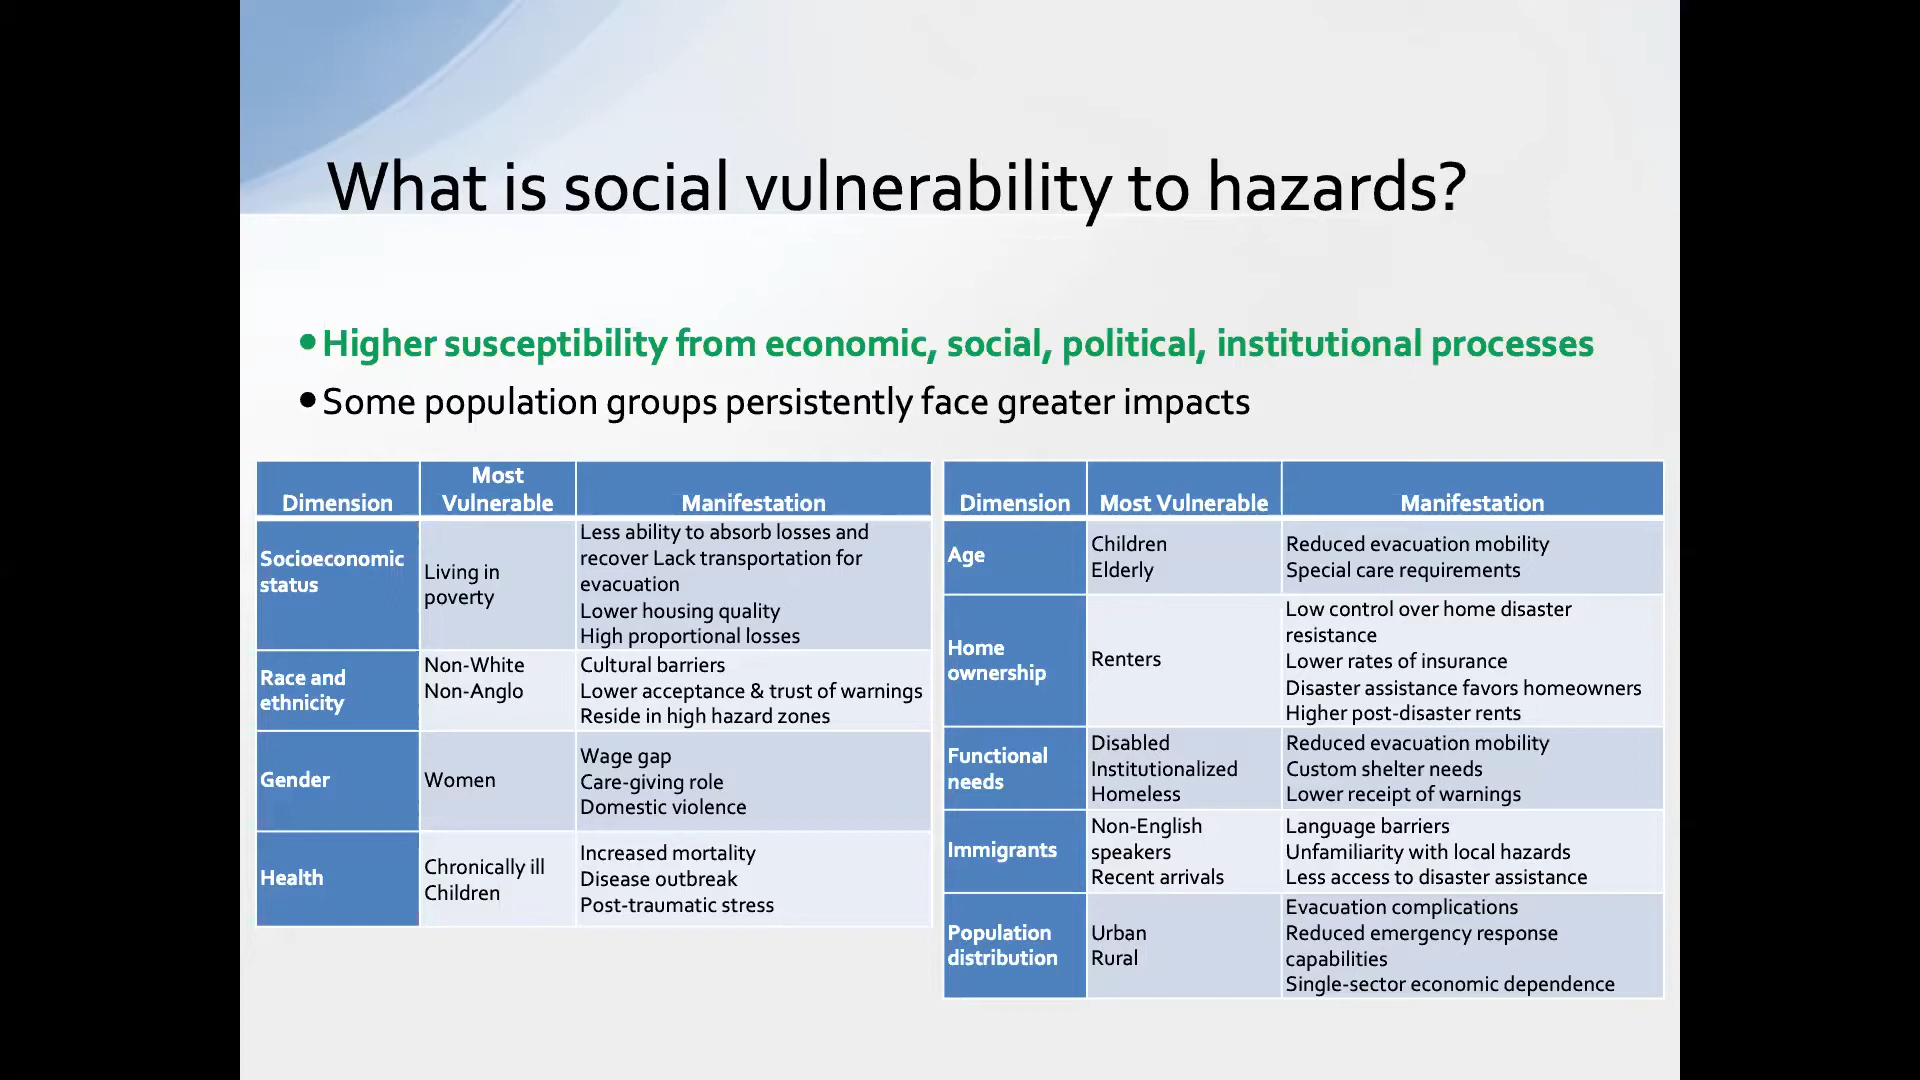 What is social vulnerability to hazards?
• Higher susceptibility from economic, social, political, institutional processes
• Some population groups persistently face greater impacts
Dimension
Most
Vulnerable
Manifestation
Socioeconomic
status
Living in
poverty
Less ability to absorb losses and
recover Lack transportation for
evacuation
Lower housing quality
High proportional losses
Race and
ethnicity
Non-White
Non-Anglo
Cultural barriers
Lower acceptance & trust of warnings
Reside in high hazard zones
Gender
Women
Wage gap
Care-giving role
Domestic violence
Health
Chronically ill
Children
Increased mortality
Disease outbreak
Post-traumatic stress
Dimension
Most Vulnerable
Manifestation
Age
Children
Elderly
Reduced evacuation mobility
Special care requirements
Home
ownership
Renters
Low control over home disaster
resistance
Lower rates of insurance
Disaster assistance favors homeowners
Higher post-disaster rents
Functional
needs
Disabled
Institutionalized
Homeless
Reduced evacuation mobility
Custom shelter needs
Lower receipt of warnings
Immigrants
Non-English
speakers
Recent arrivals
Language barriers
Unfamiliarity with local hazards
Less access to disaster assistance
Population
distribution
Urban
Rural
Evacuation complications
Reduced emergency response
capabilities
Single-sector economic dependence